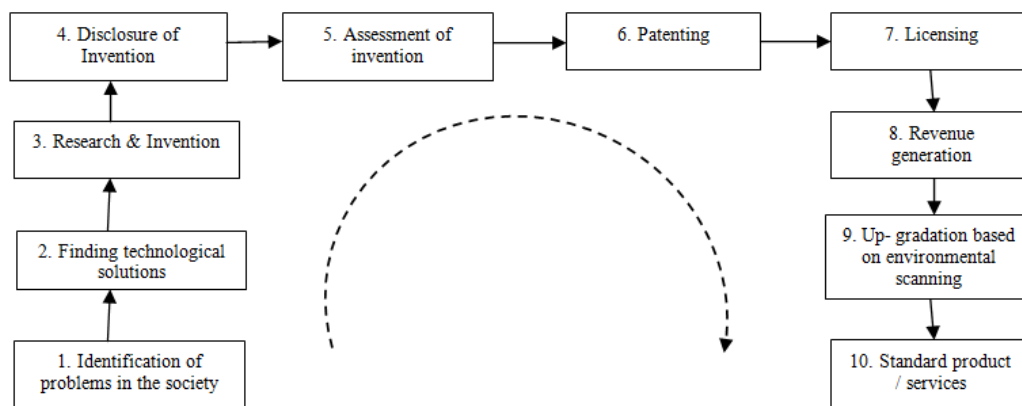 4. Disclosure of
Invention
5. Assessment of
invention
6. Patenting
7. Licensing
3. Research & Invention
8. Revenue
generation
2. Finding technological
solutions
9. Up- gradation based
on environmental
scanning
1. Identification of
problems in the society
10. Standard product
/ services